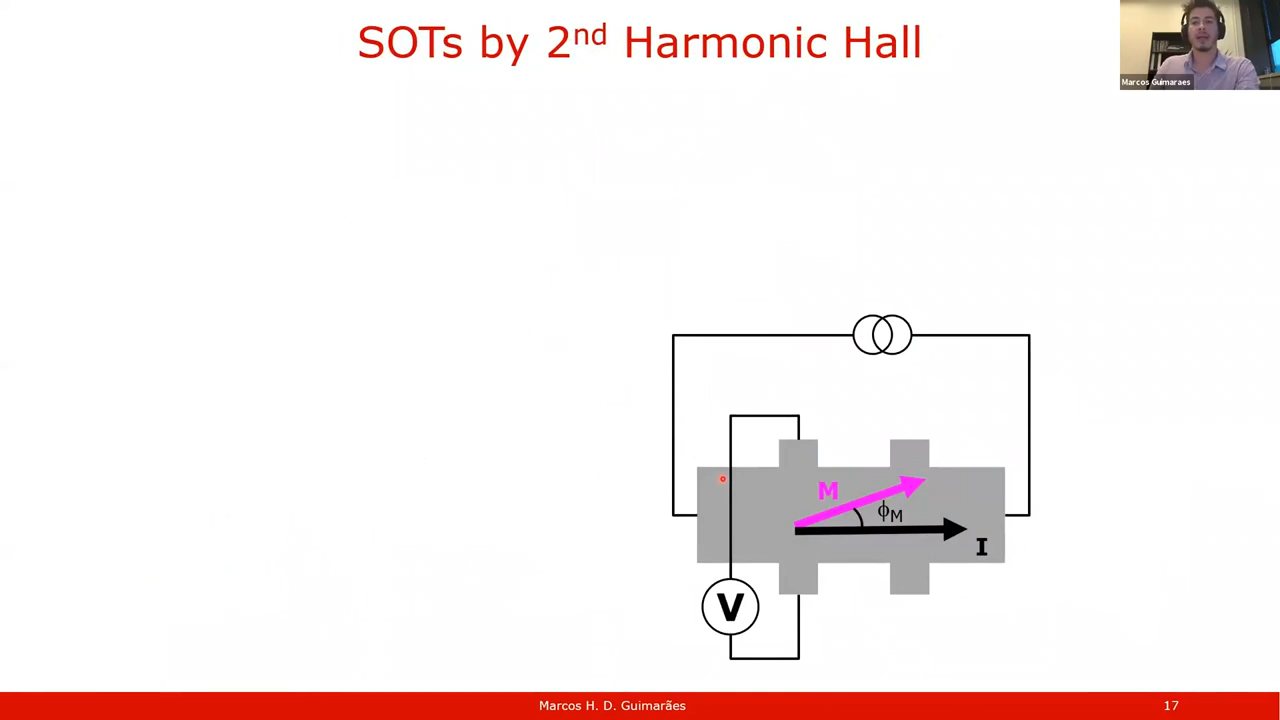 SOTs by 2nd Harmonic Hall
Marcos Guimaraes
M
ϕM
I
V
Marcos H. D. Guimarães
17